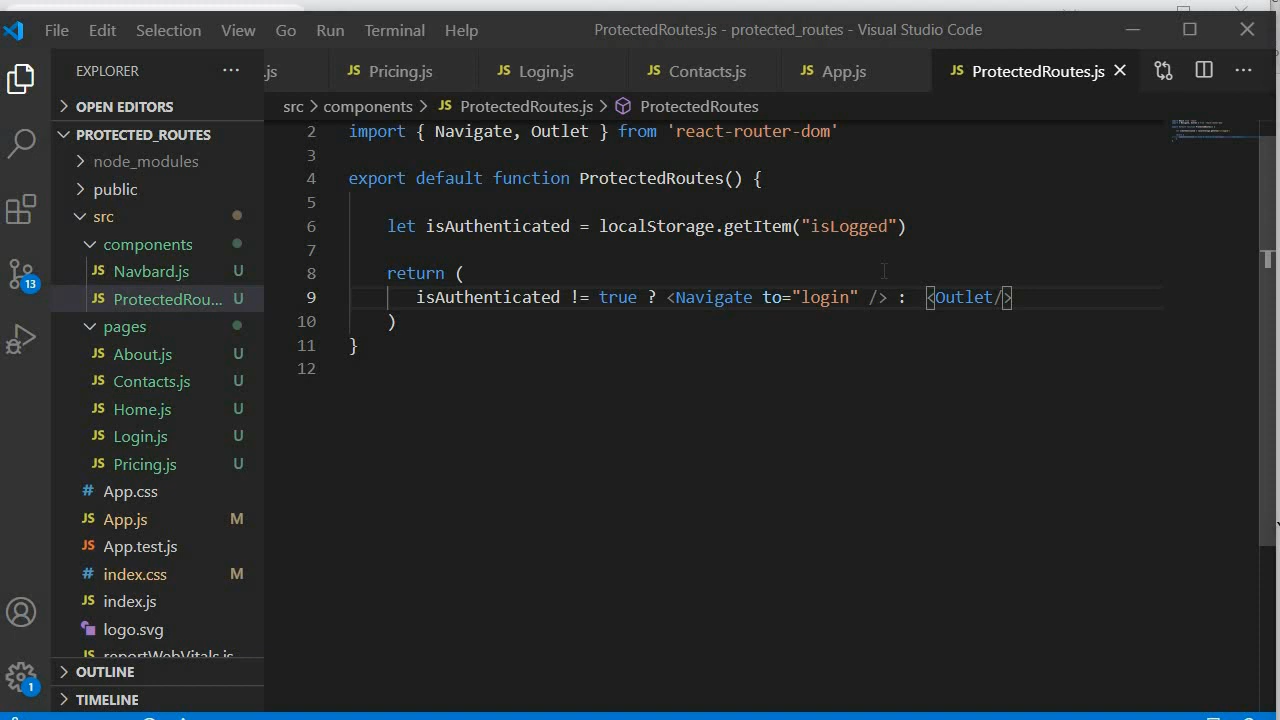 File Edit Selection View Go Run Terminal Help ProtectedRoutes.js - protected_routes - Visual Studio Code
EXPLORER
.js Pricing.js Login.js Contacts.js App.js ProtectedRoutes.js
OPEN EDITORS
PROTECTED_ROUTES
node_modules
public
src
components
Navbard.js U
ProtectedRou... U
pages
About.js U
Contacts.js U
Home.js U
Login.js U
Pricing.js U
App.css
App.js M
App.test.js
index.css M
index.js
logo.svg
reportWebVitals.js
OUTLINE
TIMELINE
13
1
src > components > JS ProtectedRoutes.js > ProtectedRoutes
2 import { Navigate, Outlet } from 'react-router-dom'
3
4 export default function ProtectedRoutes() {
5
6 let isAuthenticated = localStorage.getItem("isLogged")
7
8 return (
9 isAuthenticated != true ? <Navigate to="login" /> : <Outlet/>
10 )
11 }
12